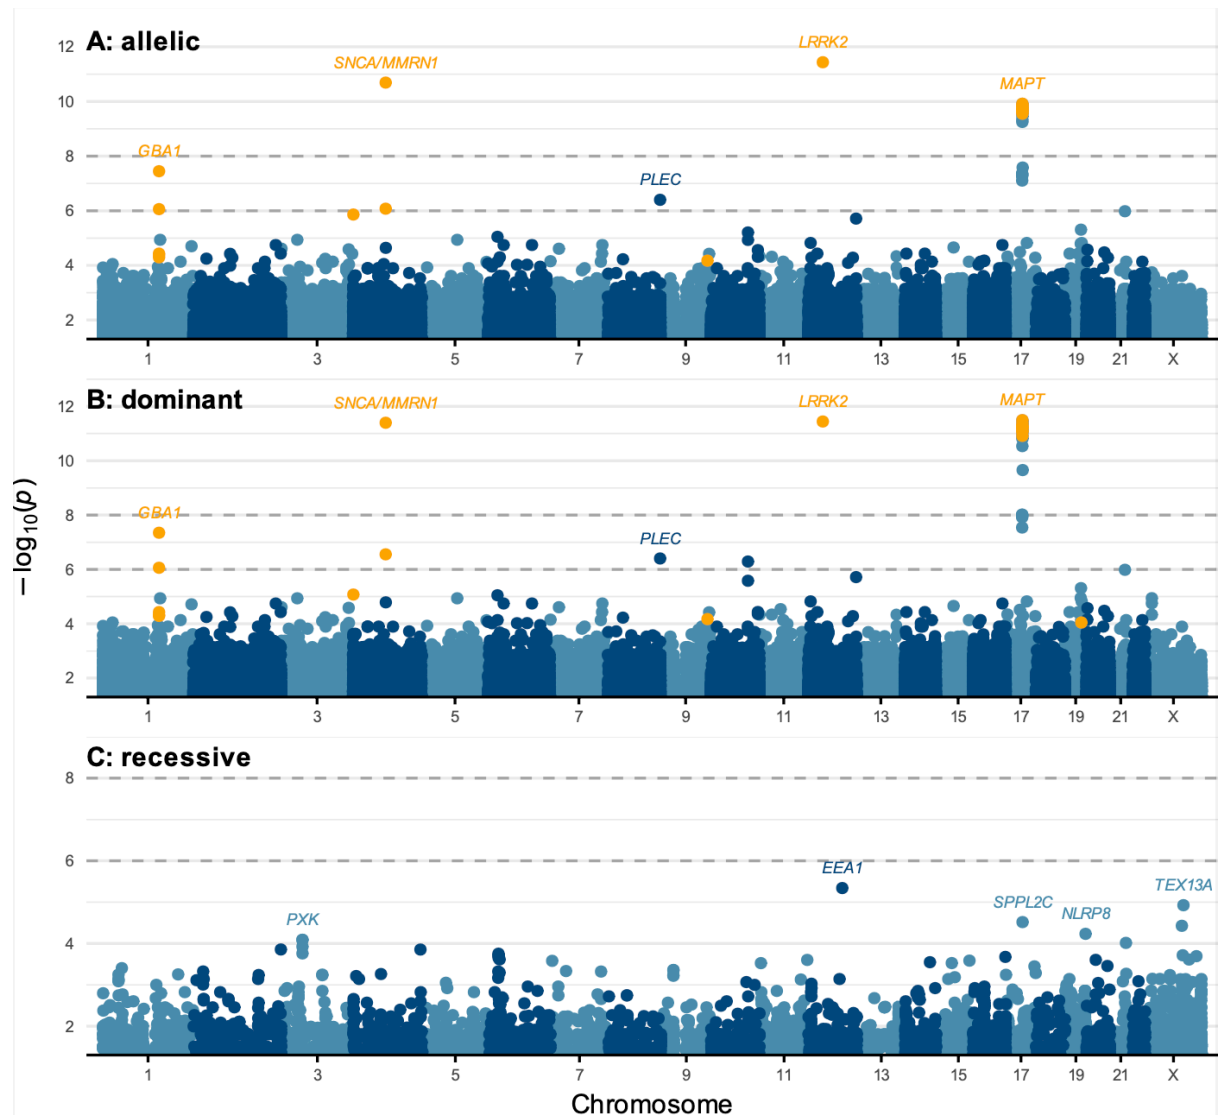 A: allelic
12
10
8
6
4
2
GBA1
SNCA/MMRN1
PLEC
LRRK2
MAPT
1 3 5 7 9 11 13 15 17 19 21 X
B: dominant
12
10
8
6
4
2
GBA1
SNCA/MMRN1
PLEC
LRRK2
MAPT
1 3 5 7 9 11 13 15 17 19 21 X
C: recessive
8
6
4
2
PXK
EEA1
SPPL2C
NLRP8
TEX13A
1 3 5 7 9 11 13 15 17 19 21 X
−log₁₀(p)
Chromosome